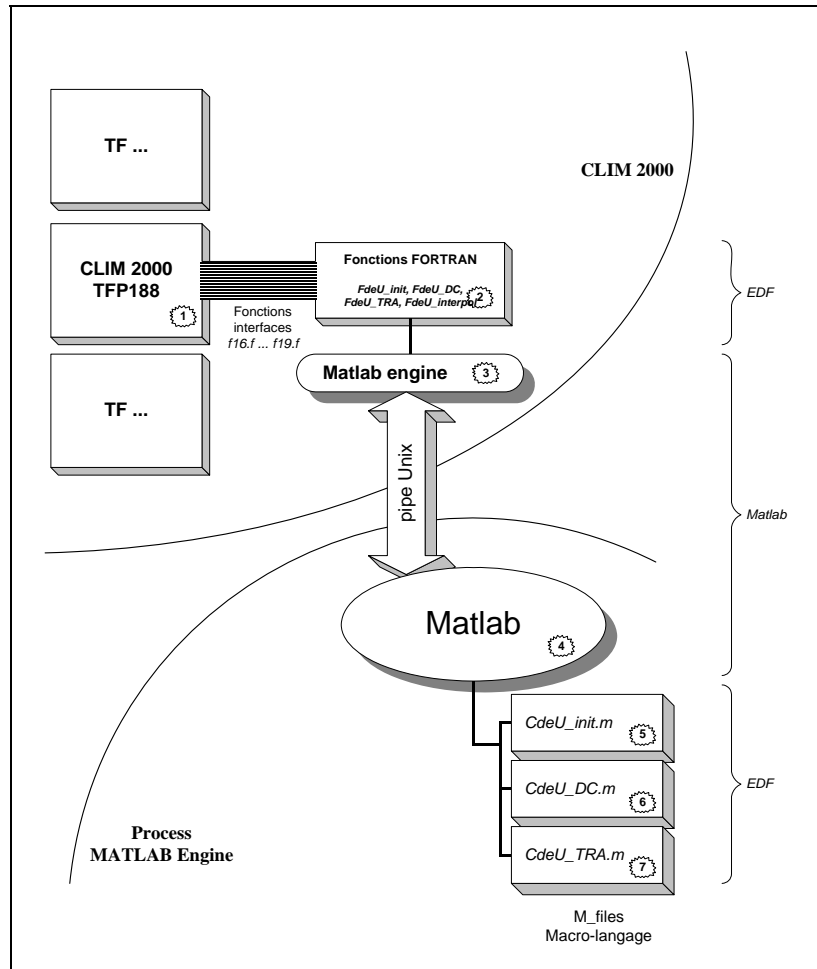 TF ...
CLIM 2000
CLIM 2000
TFP188
1
Fonctions
interfaces
f16.f ... f19.f
Fonctions FORTRAN
FdeU_init, FdeU_DC,
FdeU_TRA, FdeU_interpol
2
EDF
Matlab engine
3
TF ...
pipe Unix
Matlab
Matlab
4
CdeU_init.m
5
CdeU_DC.m
6
EDF
CdeU_TRA.m
7
Process
MATLAB Engine
M_files
Macro-langage